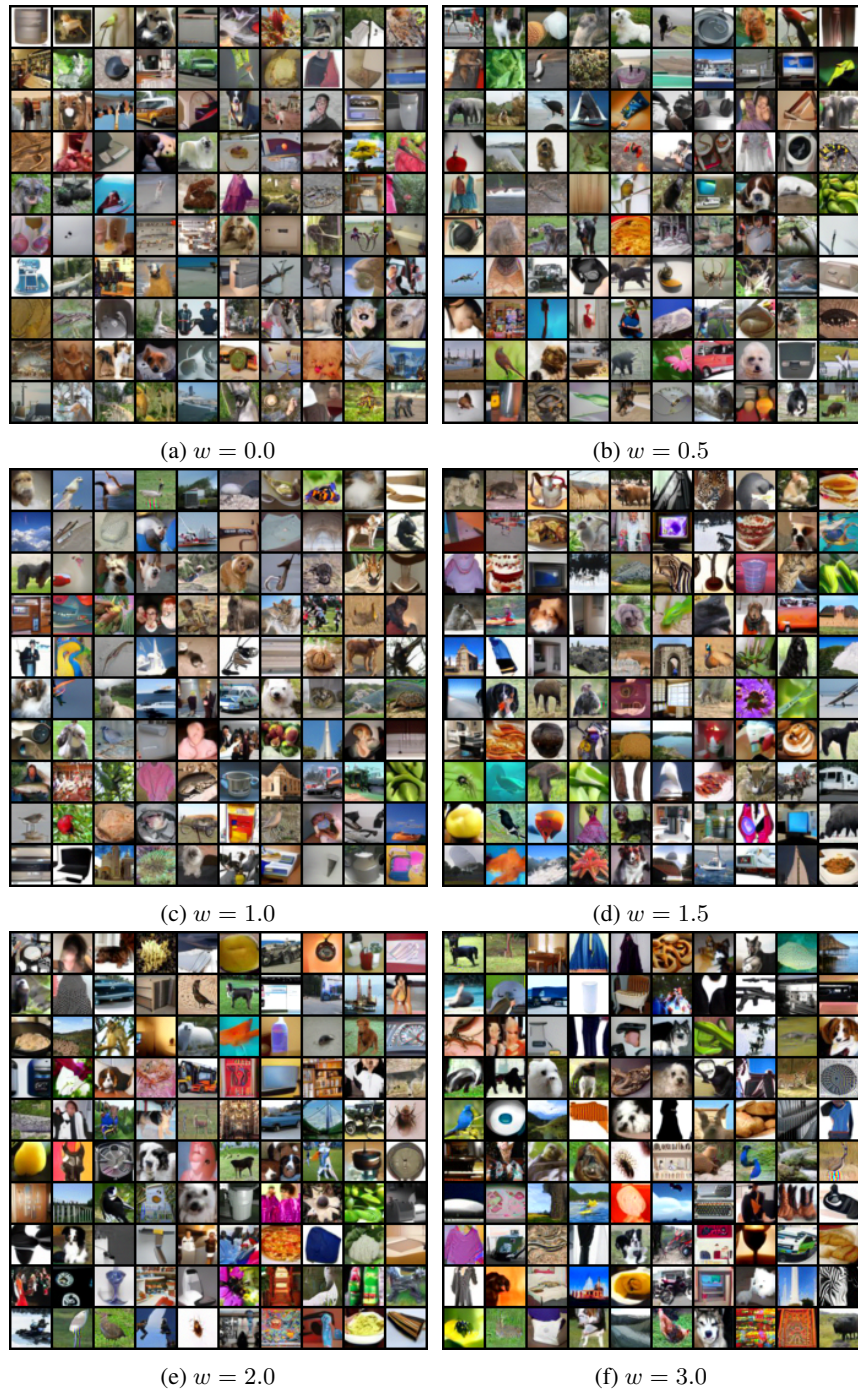 (a) w = 0.0
(b) w = 0.5
(c) w = 1.0
(d) w = 1.5
(e) w = 2.0
(f) w = 3.0